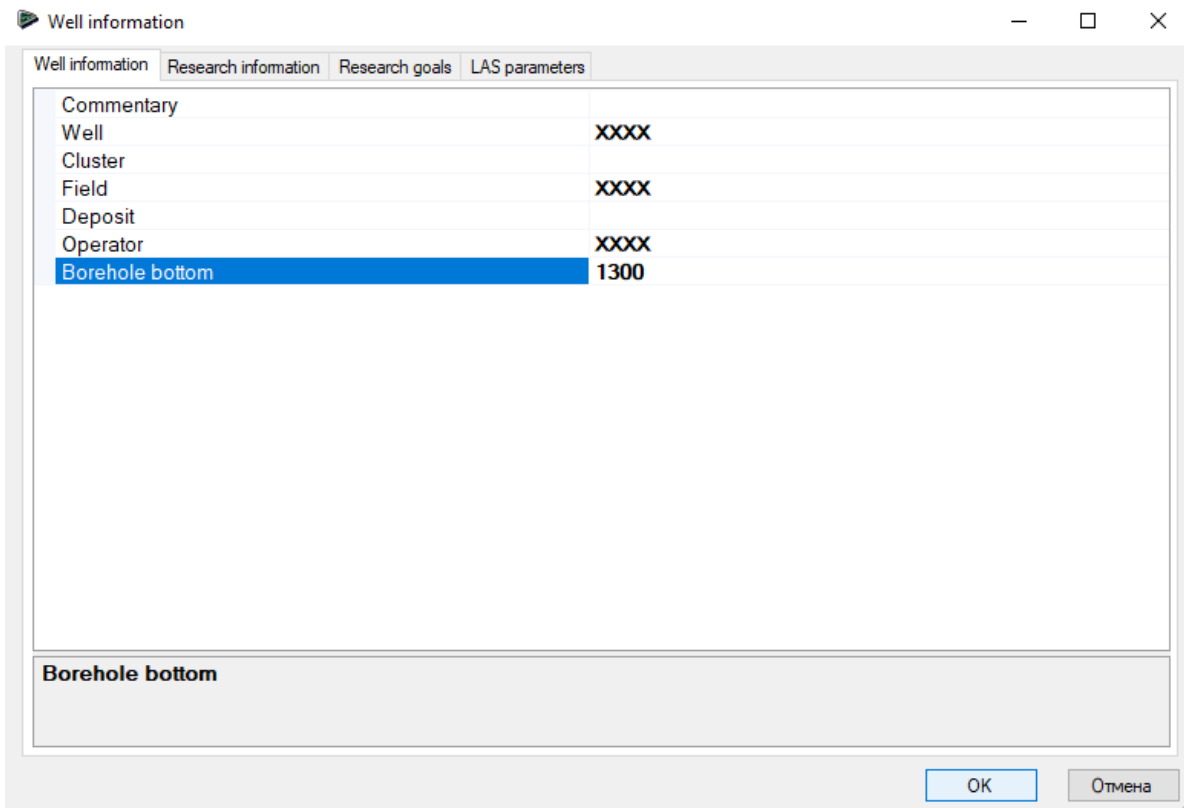 Well information
Well information Research information Research goals LAS parameters
Commentary
Well XXXX
Cluster
Field XXXX
Deposit
Operator XXXX
Borehole bottom 1300
Borehole bottom
OK Отмена